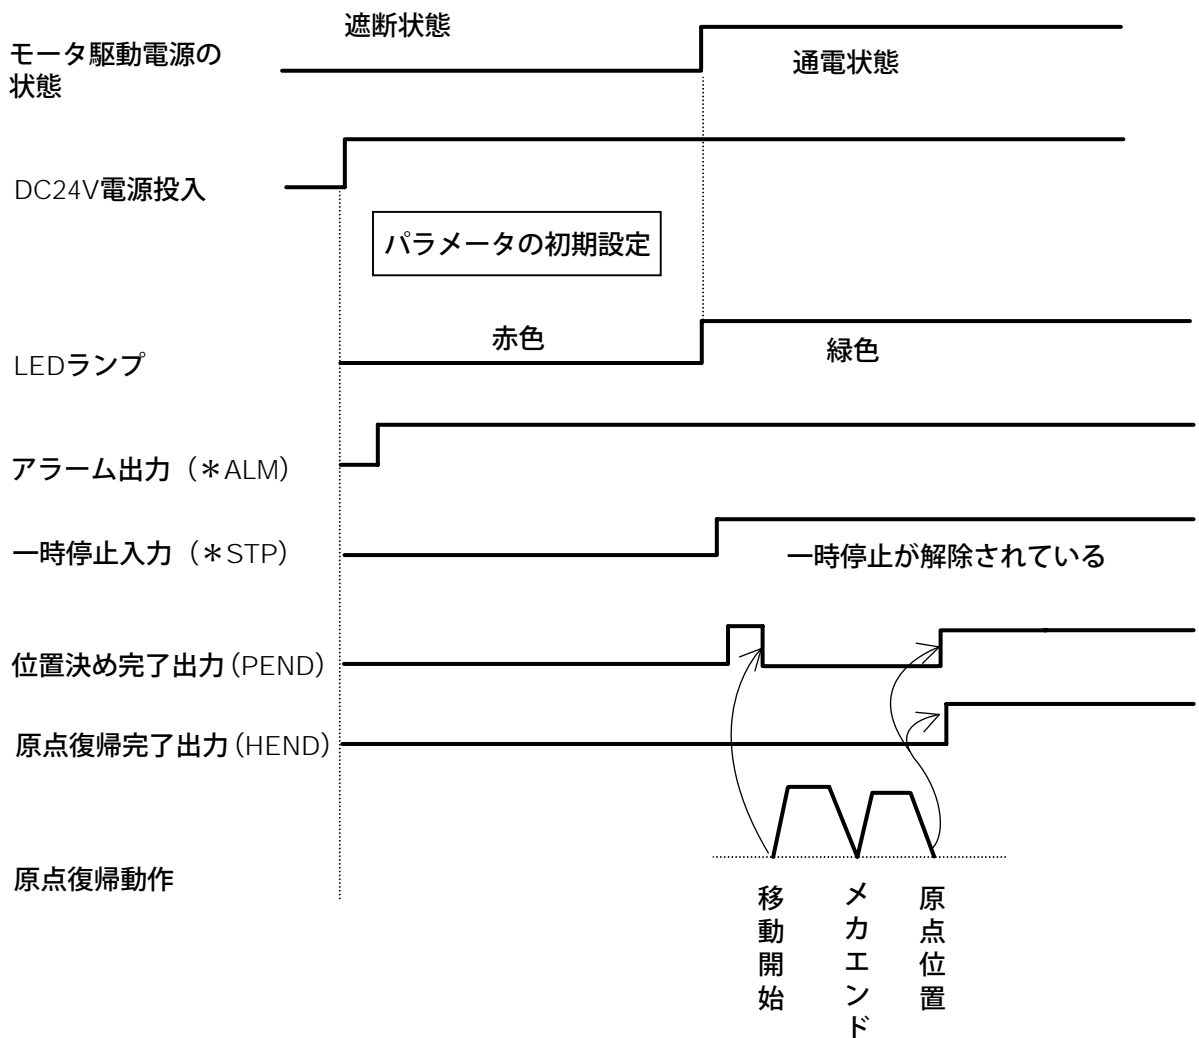 遮断状態
モータ駆動電源の
状態
通電状態
DC24V電源投入
パラメータの初期設定
赤色
LEDランプ
緑色
アラーム出力（＊ALM）
一時停止入力（＊STP）
一時停止が解除されている
位置決め完了出力（PEND）
原点復帰完了出力（HEND）
原点復帰動作
移動開始
メカエンド
原点位置